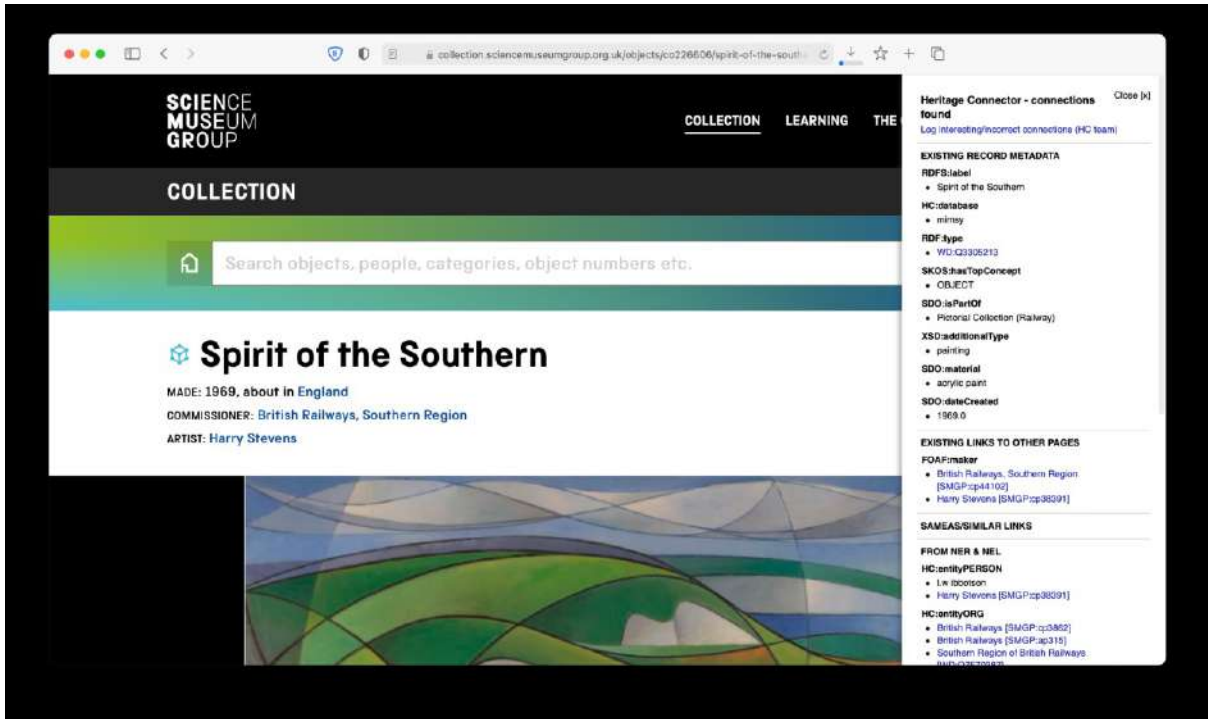 collection.sciencemuseumgroup.org.uk/objects/co226606/spirit-of-the-south
SCIENCE
MUSEUM
GROUP
COLLECTION LEARNING THE
COLLECTION
Search objects, people, categories, object numbers etc.
Spirit of the Southern
MADE: 1969, about in England
COMMISSIONER: British Railways, Southern Region
ARTIST: Harry Stevens
Close [x]
Heritage Connector - connections
found
Log interesting/incorrect connections (HC team)
EXISTING RECORD METADATA
RDFS:label
• Spirit of the Southern
HC:database
• mimsy
RDF:type
• WD:Q3305213
SKOS:hasTopConcept
• OBJECT
SDO:isPartOf
• Pictorial Collection (Railway)
XSD:additionalType
• painting
SDO:material
• acrylic paint
SDO:dateCreated
• 1969.0
EXISTING LINKS TO OTHER PAGES
FOAF:maker
• British Railways, Southern Region
[SMGP:cp44102]
• Harry Stevens [SMGP:cp38391]
SAMEAS/SIMILAR LINKS
FROM NER & NEL
HC:entityPERSON
• l.w ibbotson
• Harry Stevens [SMGP:cp38391]
HC:entityORG
• British Railways [SMGP:cp3862]
• British Railways [SMGP:ap315]
• Southern Region of British Railways